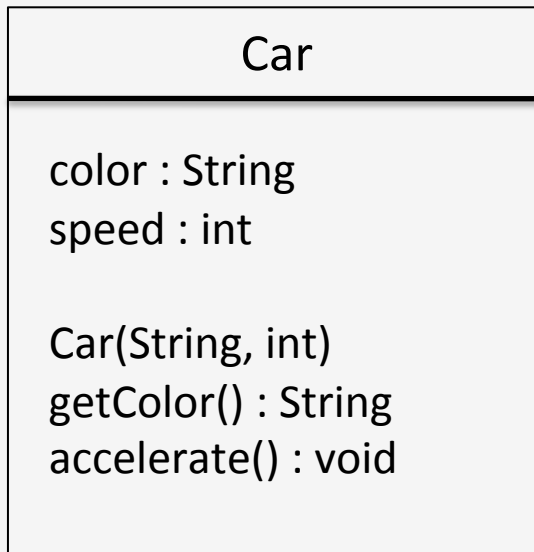 Car
color : String
speed : int
Car(String, int)
getColor() : String
accelerate() : void